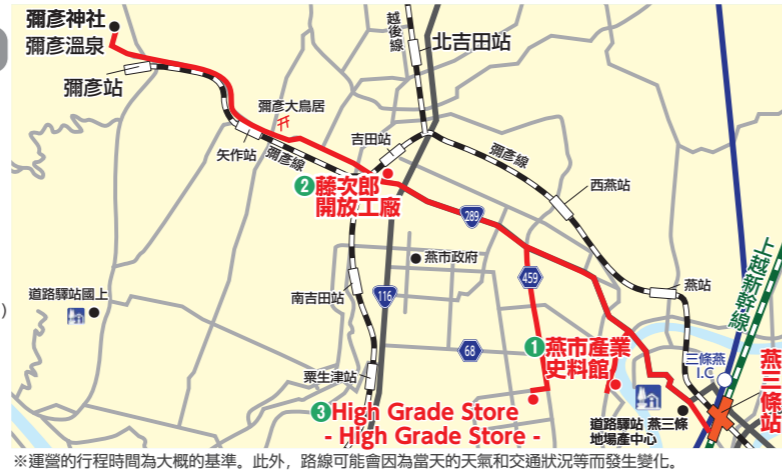 彌彥神社
彌彥溫泉
彌彥站
越後線
北吉田站
彌彥大鳥居
矢作站
彌彥線
吉田站
彌彥線
西燕站
❷藤次郎
開放工廠
289
燕市政府
459
上越新幹線
道路驛站國上
南吉田站
116
燕站
68
❶燕市產業
史料館
三條燕
I.C
燕三條站
粟生津站
❸High Grade Store
- High Grade Store -
道路驛站 燕三條
地場產中心
)
※運營的行程時間為大概的基準。此外，路線可能會因為當天的天氣和交通狀況等而發生變化。